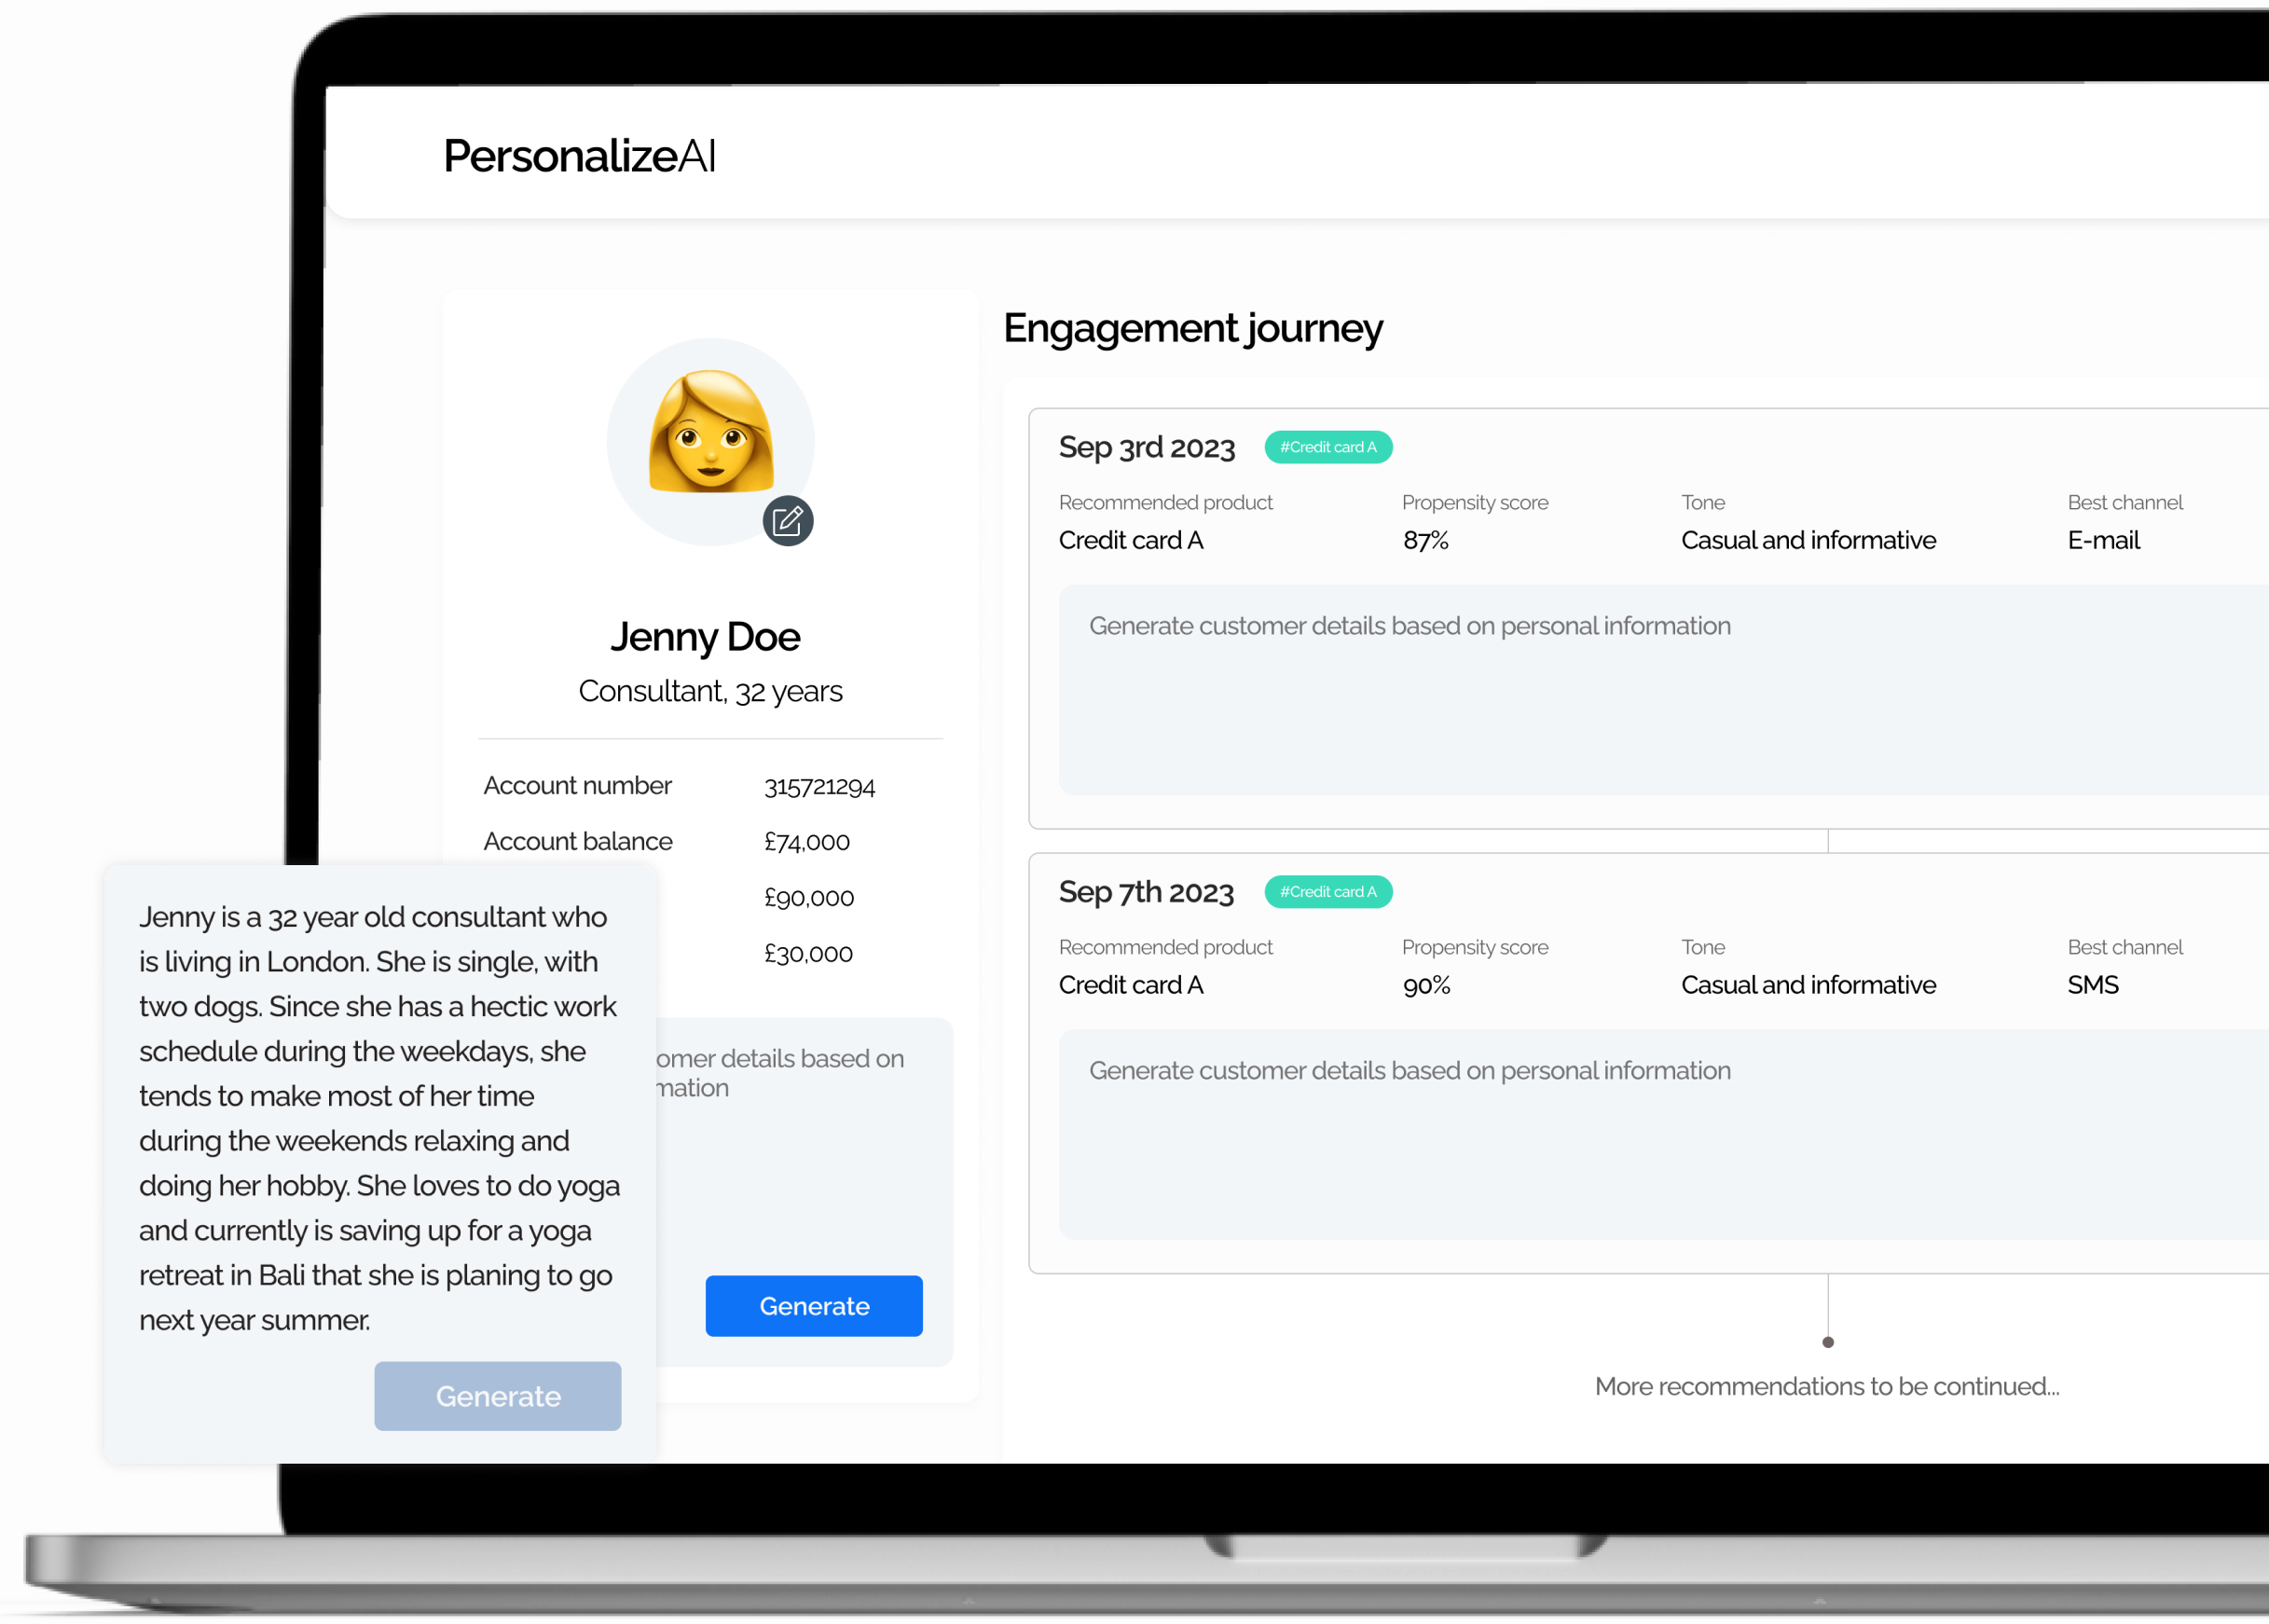 PersonalizeAI
Jenny Doe
Consultant, 32 years
Account number 315721294
Account balance £74,000
£90,000
£30,000
omer details based on
mation
Generate
Jenny is a 32 year old consultant who
is living in London. She is single, with
two dogs. Since she has a hectic work
schedule during the weekdays, she
tends to make most of her time
during the weekends relaxing and
doing her hobby. She loves to do yoga
and currently is saving up for a yoga
retreat in Bali that she is planing to go
next year summer.
Generate
Engagement journey
Sep 3rd 2023 #Credit card A
Recommended product Propensity score Tone Best channel
Credit card A 87% Casual and informative E-mail
Generate customer details based on personal information
Sep 7th 2023 #Credit card A
Recommended product Propensity score Tone Best channel
Credit card A 90% Casual and informative SMS
Generate customer details based on personal information
More recommendations to be continued...